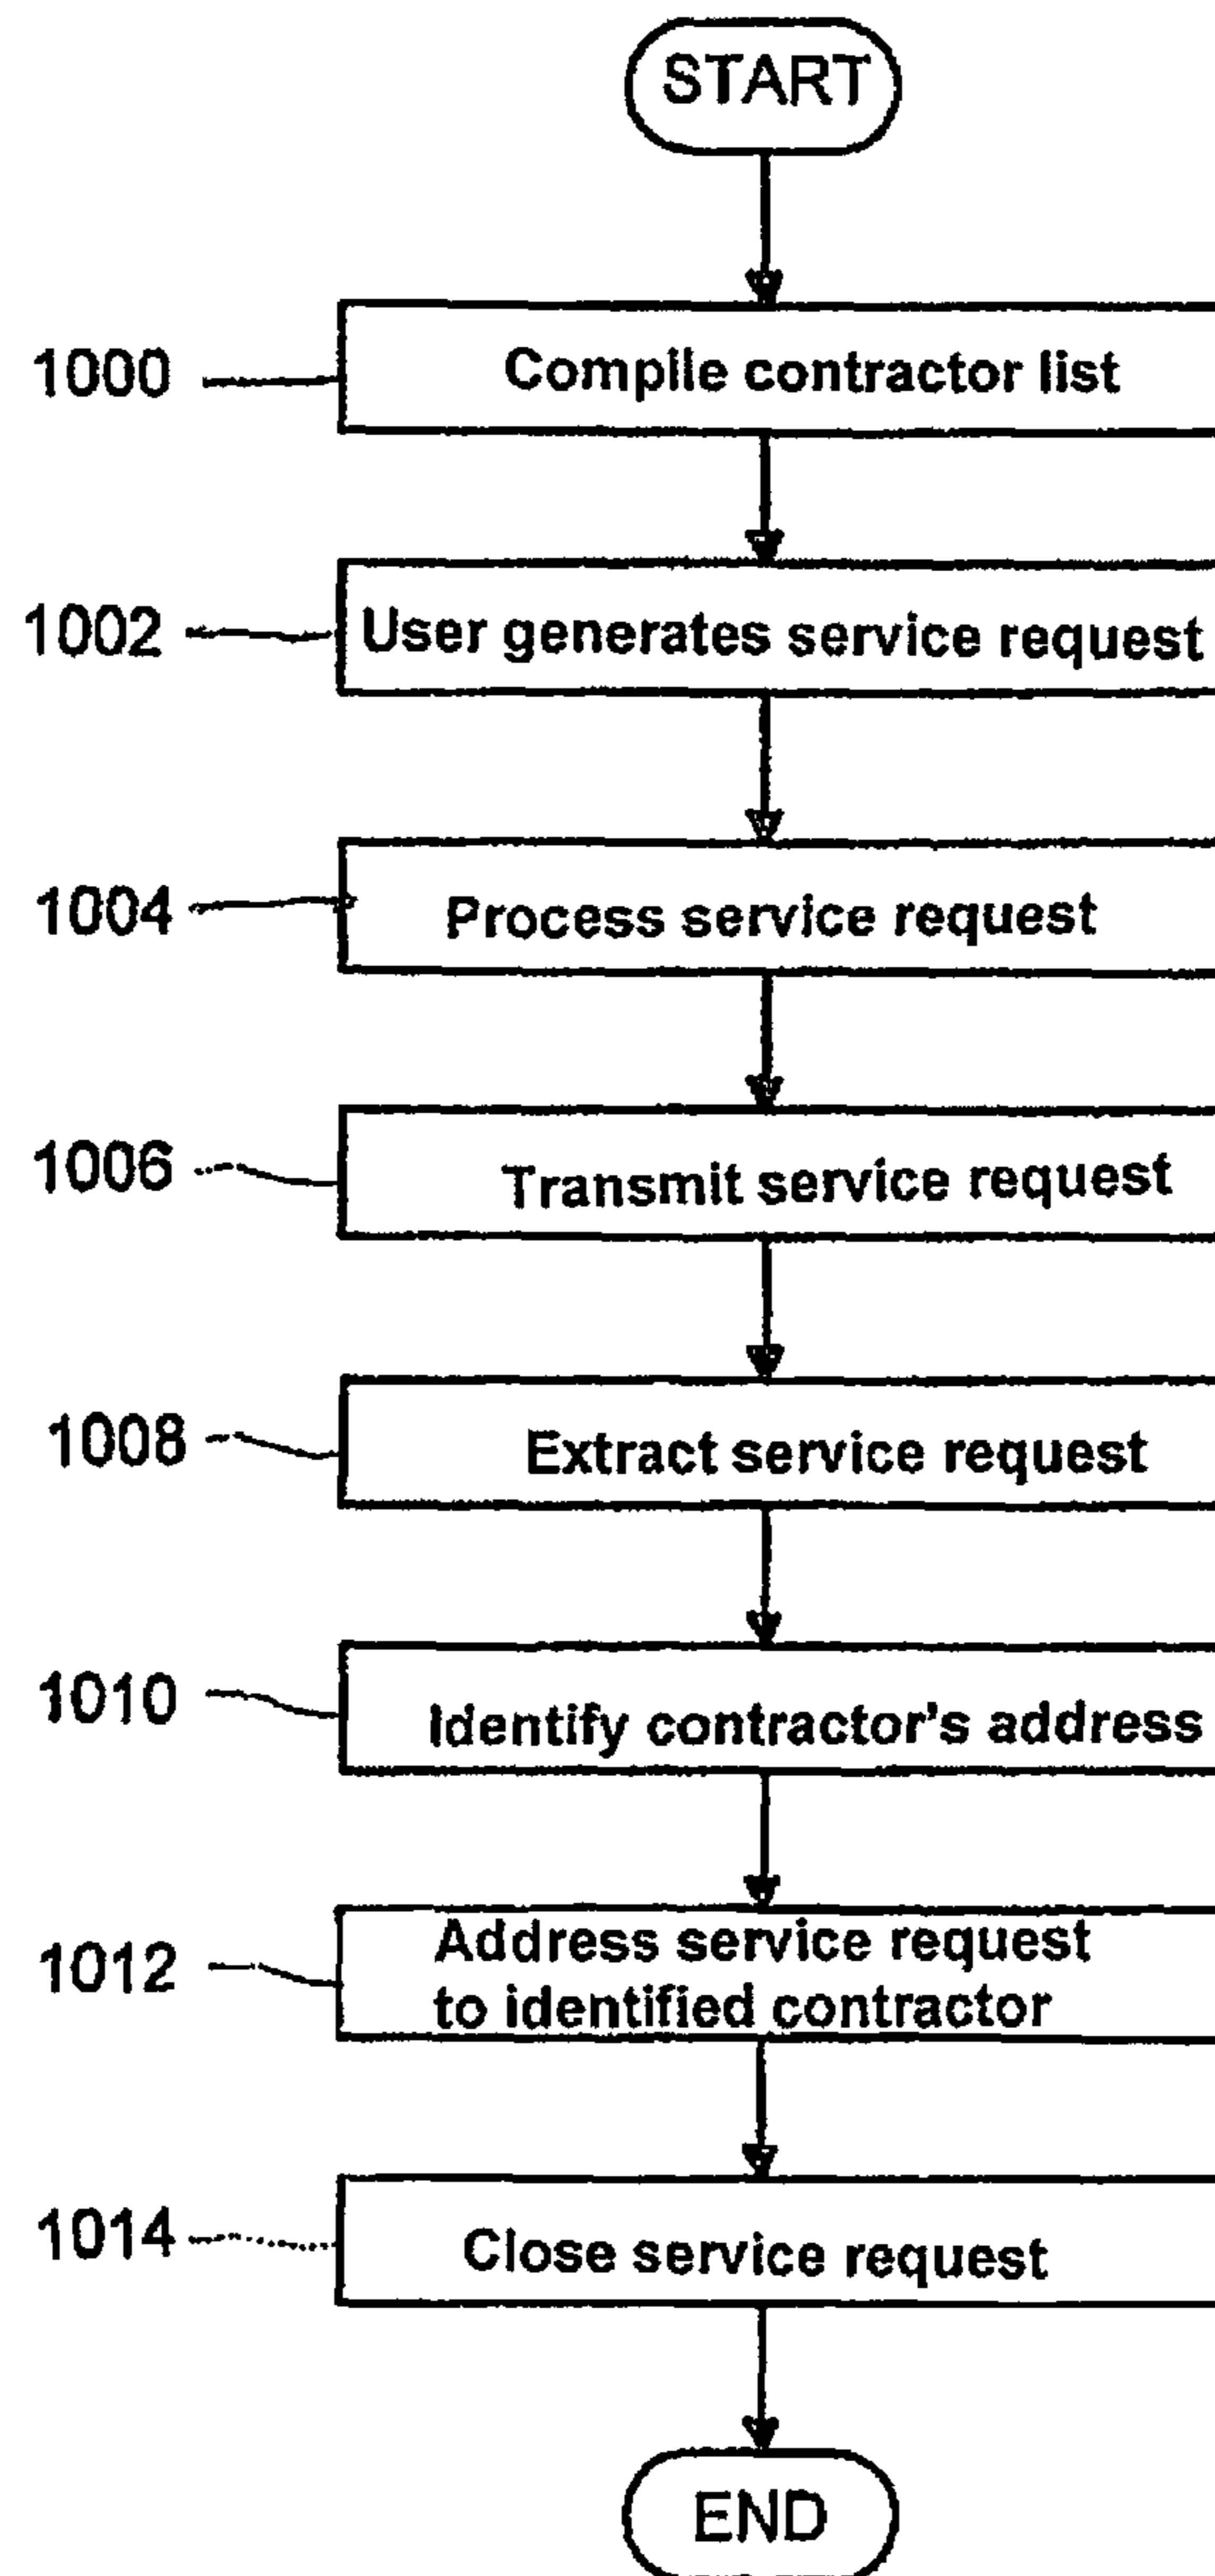 START
1000 Compile contractor list
1002 User generates service request
1004 Process service request
1006 Transmit service request
1008 Extract service request
1010 Identify contractor's address
1012 Address service request
to identified contractor
1014 Close service request
END